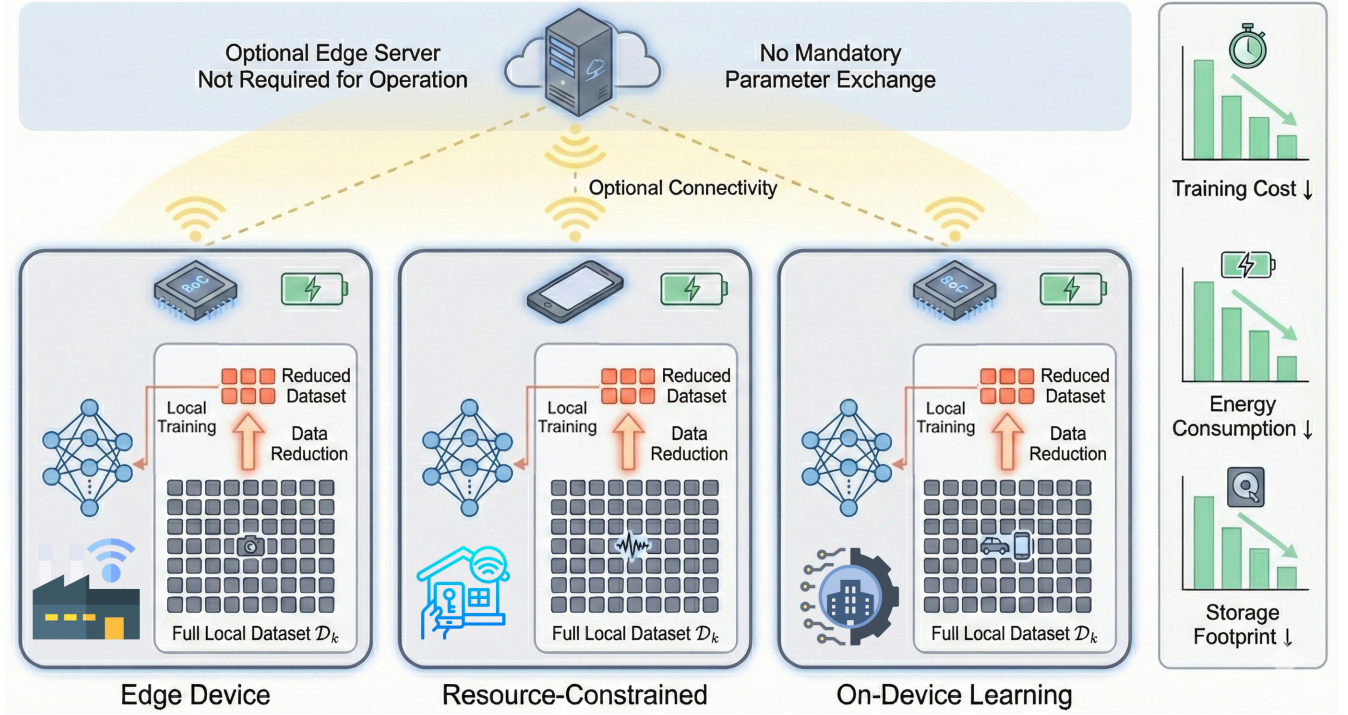 Optional Edge Server
Not Required for Operation
No Mandatory
Parameter Exchange
Optional Connectivity
Reduced
Dataset
Local
Training
Data
Reduction
Full Local Dataset 𝒟ₖ
Edge Device
Reduced
Dataset
Local
Training
Data
Reduction
Full Local Dataset 𝒟ₖ
Resource-Constrained
Reduced
Dataset
Local
Training
Data
Reduction
Full Local Dataset 𝒟ₖ
On-Device Learning
Training Cost ↓
Energy
Consumption ↓
Storage
Footprint ↓